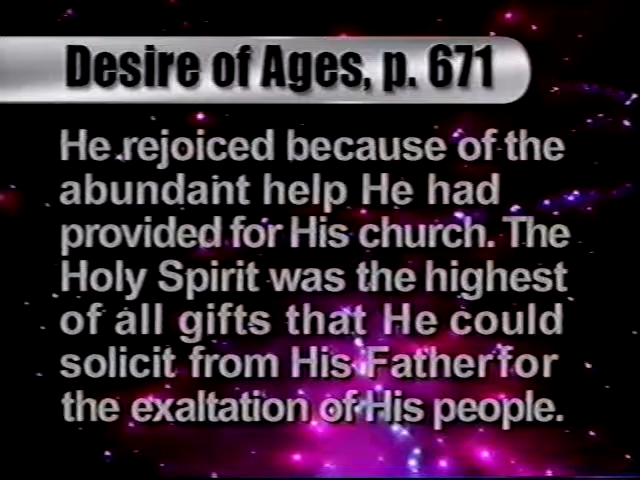 Desire of Ages, p. 671
He rejoiced because of the
abundant help He had
provided for His church. The
Holy Spirit was the highest
of all gifts that He could
solicit from His Father for
the exaltation of His people.